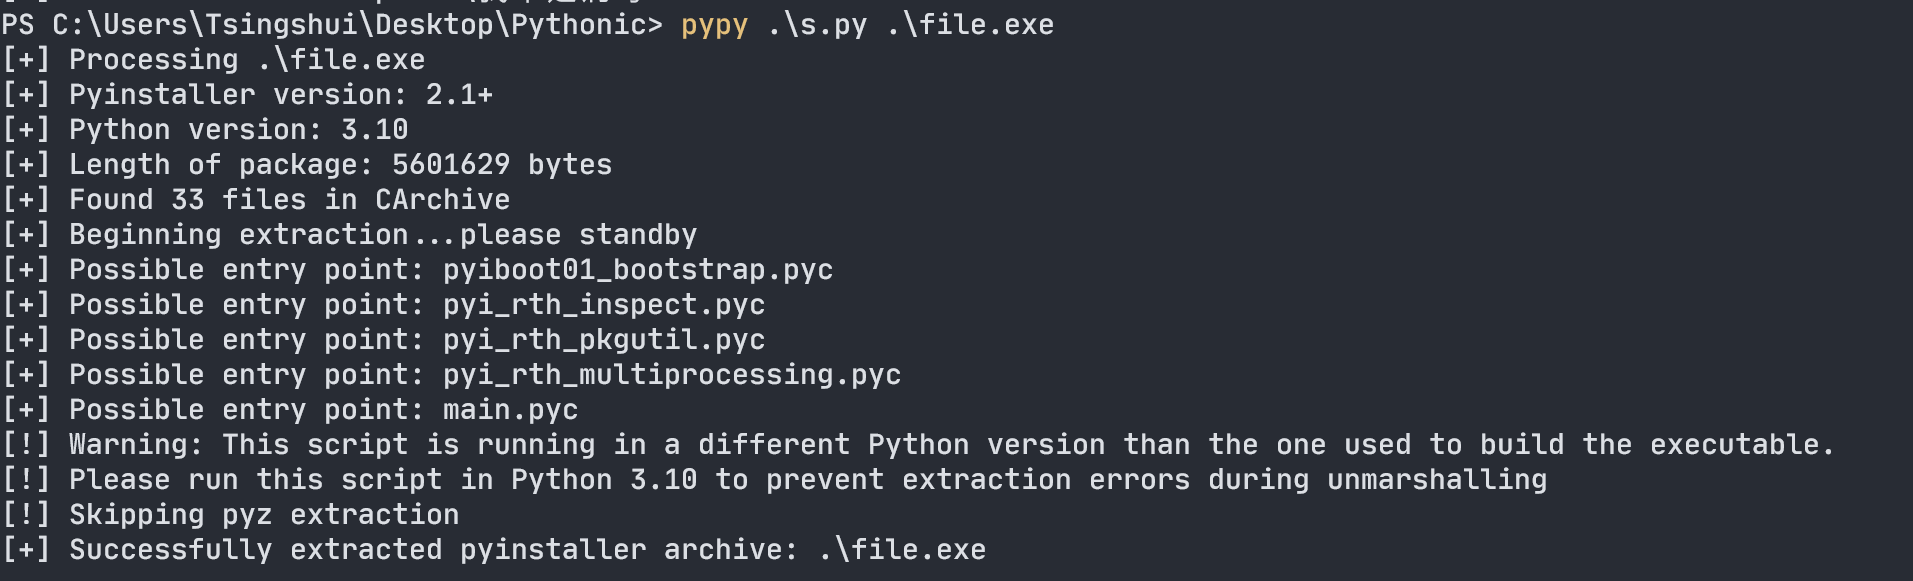 PS C:\Users\Tsingshui\Desktop\Pythonic> pypy .\s.py .\file.exe
[+] Processing .\file.exe
[+] Pyinstaller version: 2.1+
[+] Python version: 3.10
[+] Length of package: 5601629 bytes
[+] Found 33 files in CArchive
[+] Beginning extraction...please standby
[+] Possible entry point: pyiboot01_bootstrap.pyc
[+] Possible entry point: pyi_rth_inspect.pyc
[+] Possible entry point: pyi_rth_pkgutil.pyc
[+] Possible entry point: pyi_rth_multiprocessing.pyc
[+] Possible entry point: main.pyc
[!] Warning: This script is running in a different Python version than the one used to build the executable.
[!] Please run this script in Python 3.10 to prevent extraction errors during unmarshalling
[!] Skipping pyz extraction
[+] Successfully extracted pyinstaller archive: .\file.exe